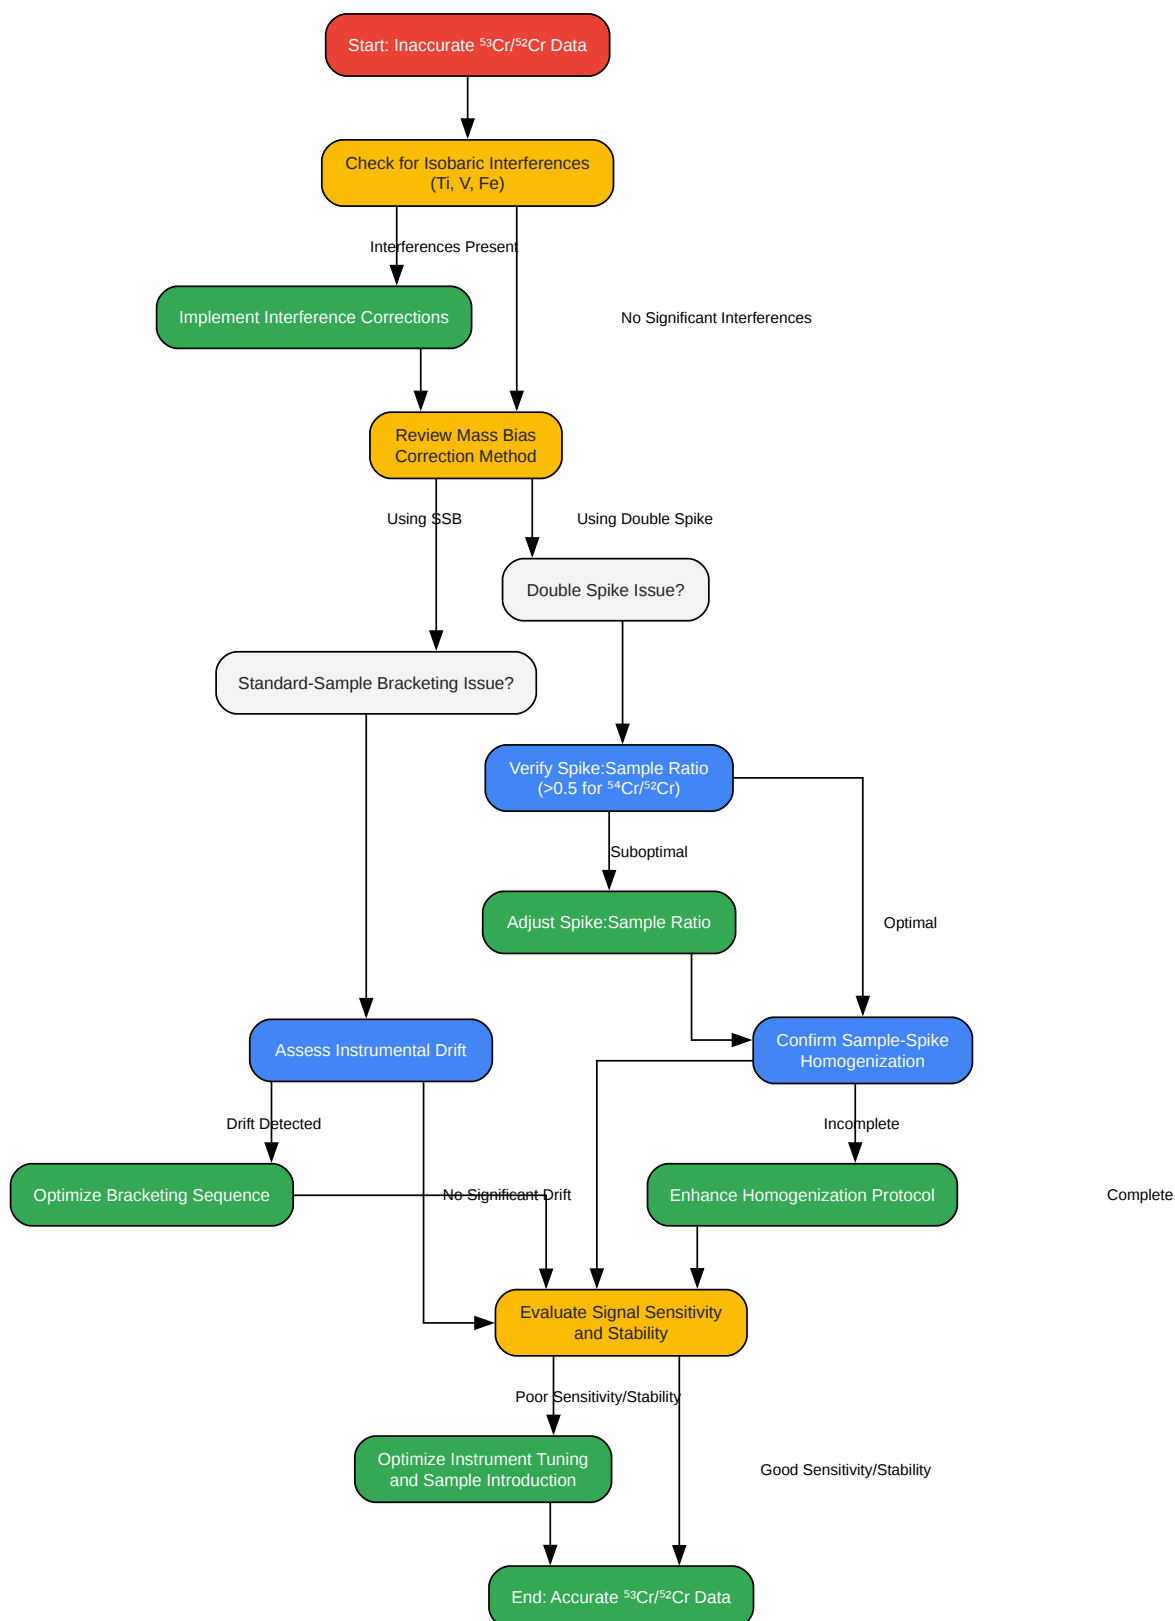 Start: Inaccurate ⁵³Cr/⁵²Cr Data
Check for Isobaric Interferences
(Ti, V, Fe)
Interferences Present
Implement Interference Corrections
No Significant Interferences
Review Mass Bias
Correction Method
Using SSB
Using Double Spike
Double Spike Issue?
Standard-Sample Bracketing Issue?
Verify Spike:Sample Ratio
(>0.5 for ⁵⁴Cr/⁵²Cr)
Suboptimal
Adjust Spike:Sample Ratio
Optimal
Assess Instrumental Drift
Confirm Sample-Spike
Homogenization
Drift Detected
Incomplete
Optimize Bracketing Sequence
No Significant Drift
Enhance Homogenization Protocol
Complete
Evaluate Signal Sensitivity
and Stability
Poor Sensitivity/Stability
Optimize Instrument Tuning
and Sample Introduction
Good Sensitivity/Stability
End: Accurate ⁵³Cr/⁵²Cr Data